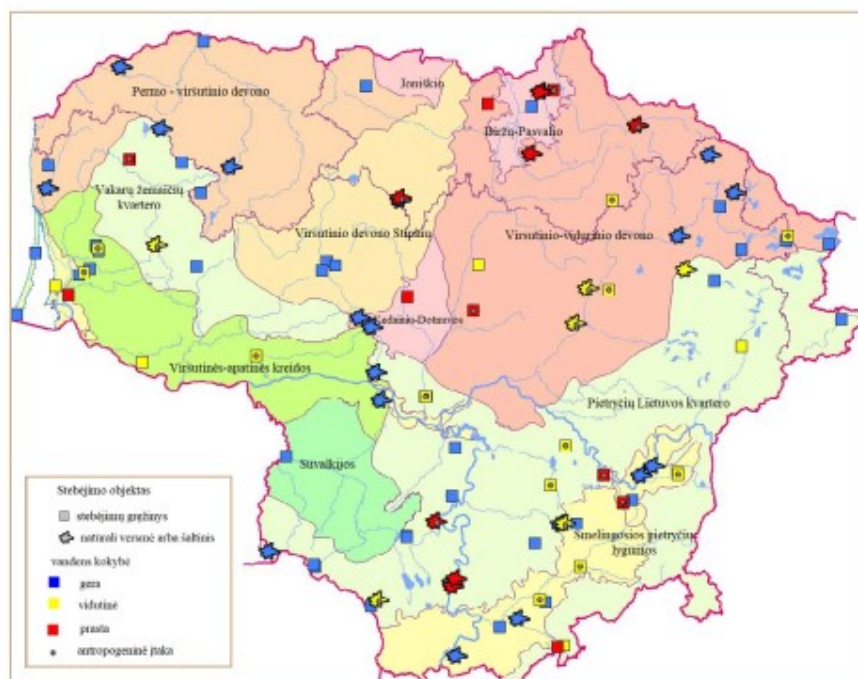 Permo - viršutinio devono
Joniškio
Biržų-Pasvalio
Vakarų žemaičių
kvartero
Viršutinio devono Stipinų
Viršutinio-vidurinio devono
Kėdainių-Dotnuvos
Viršutinės-apatinės kreidos
Pietryčių Lietuvos kvartero
Suvalkijos
Smėlingosios pietryčių
lygumos
Stebėjimo objektas
stebėjimų gręžinys
natūrali versmė arba šaltinis
vandens kokybė
gera
vidutinė
prasta
antropogeninė įtaka